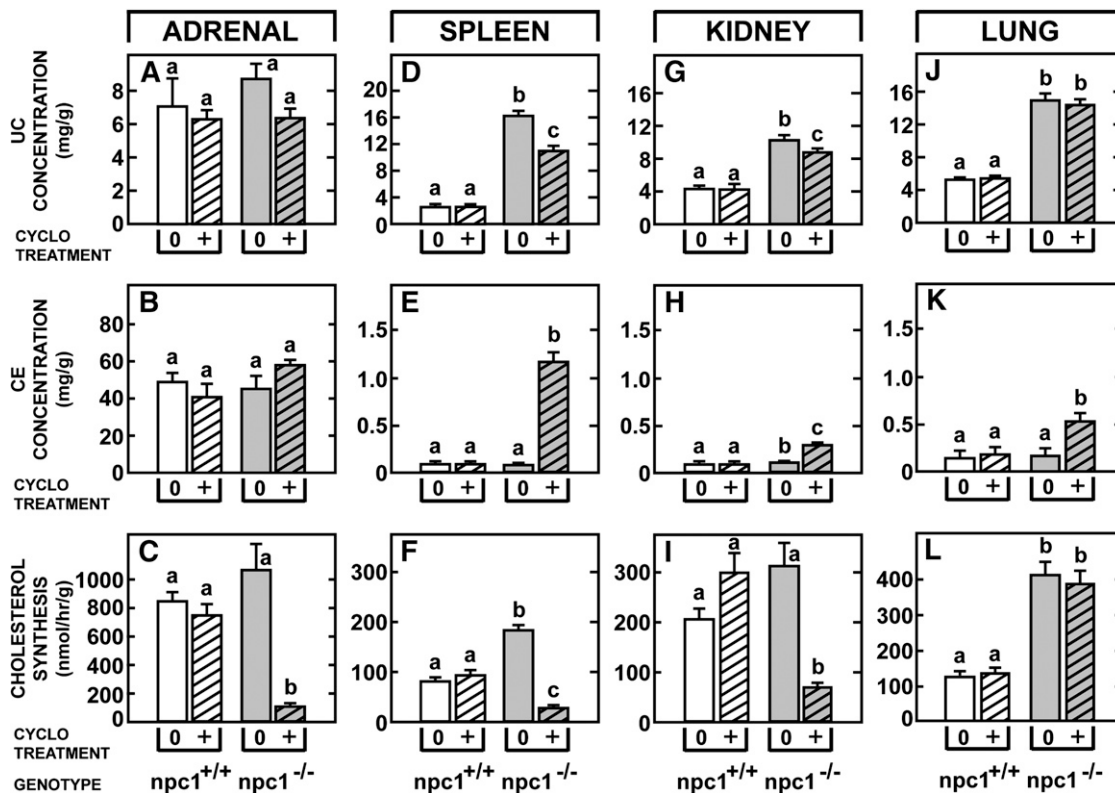 ADRENAL SPLEEN KIDNEY LUNG
UC
CONCENTRATION
(mg/g)
A
8
6
4
2
0
a a a a
D
20
16
12
8
4
0
a a b c
G
16
12
8
4
0
a a b c
J
16
12
8
4
0
a a b b
CYCLO
TREATMENT
0 + 0 + 0 + 0 + 0 + 0 + 0 + 0 +
CE
CONCENTRATION
(mg/g)
B
80
60
40
20
0
a a a a
E
1.5
1.0
0.5
0
a a a b
H
1.5
1.0
0.5
0
a a b c
K
1.5
1.0
0.5
0
a a a b
CYCLO
TREATMENT
0 + 0 + 0 + 0 + 0 + 0 + 0 + 0 +
CHOLESTEROL
SYNTHESIS
(nmol/hr/g)
C
1000
800
600
400
200
0
a a a b
F
300
200
100
0
a a b c
I
300
200
100
0
a a a b
L
400
300
200
100
0
a a b b
CYCLO
TREATMENT
0 + 0 + 0 + 0 + 0 + 0 + 0 + 0 +
GENOTYPE npc1+/+ npc1-/- npc1+/+ npc1-/- npc1+/+ npc1-/- npc1+/+ npc1-/-